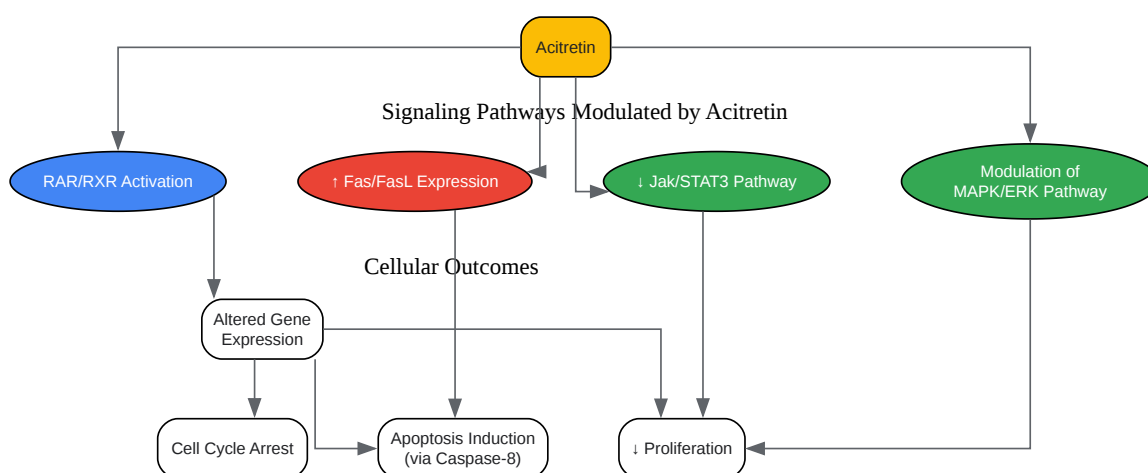 Acitretin
Signaling Pathways Modulated by Acitretin
RAR/RXR Activation
↑ Fas/FasL Expression
↓ Jak/STAT3 Pathway
Modulation of
MAPK/ERK Pathway
Cellular Outcomes
Altered Gene
Expression
Cell Cycle Arrest
Apoptosis Induction
(via Caspase-8)
↓ Proliferation